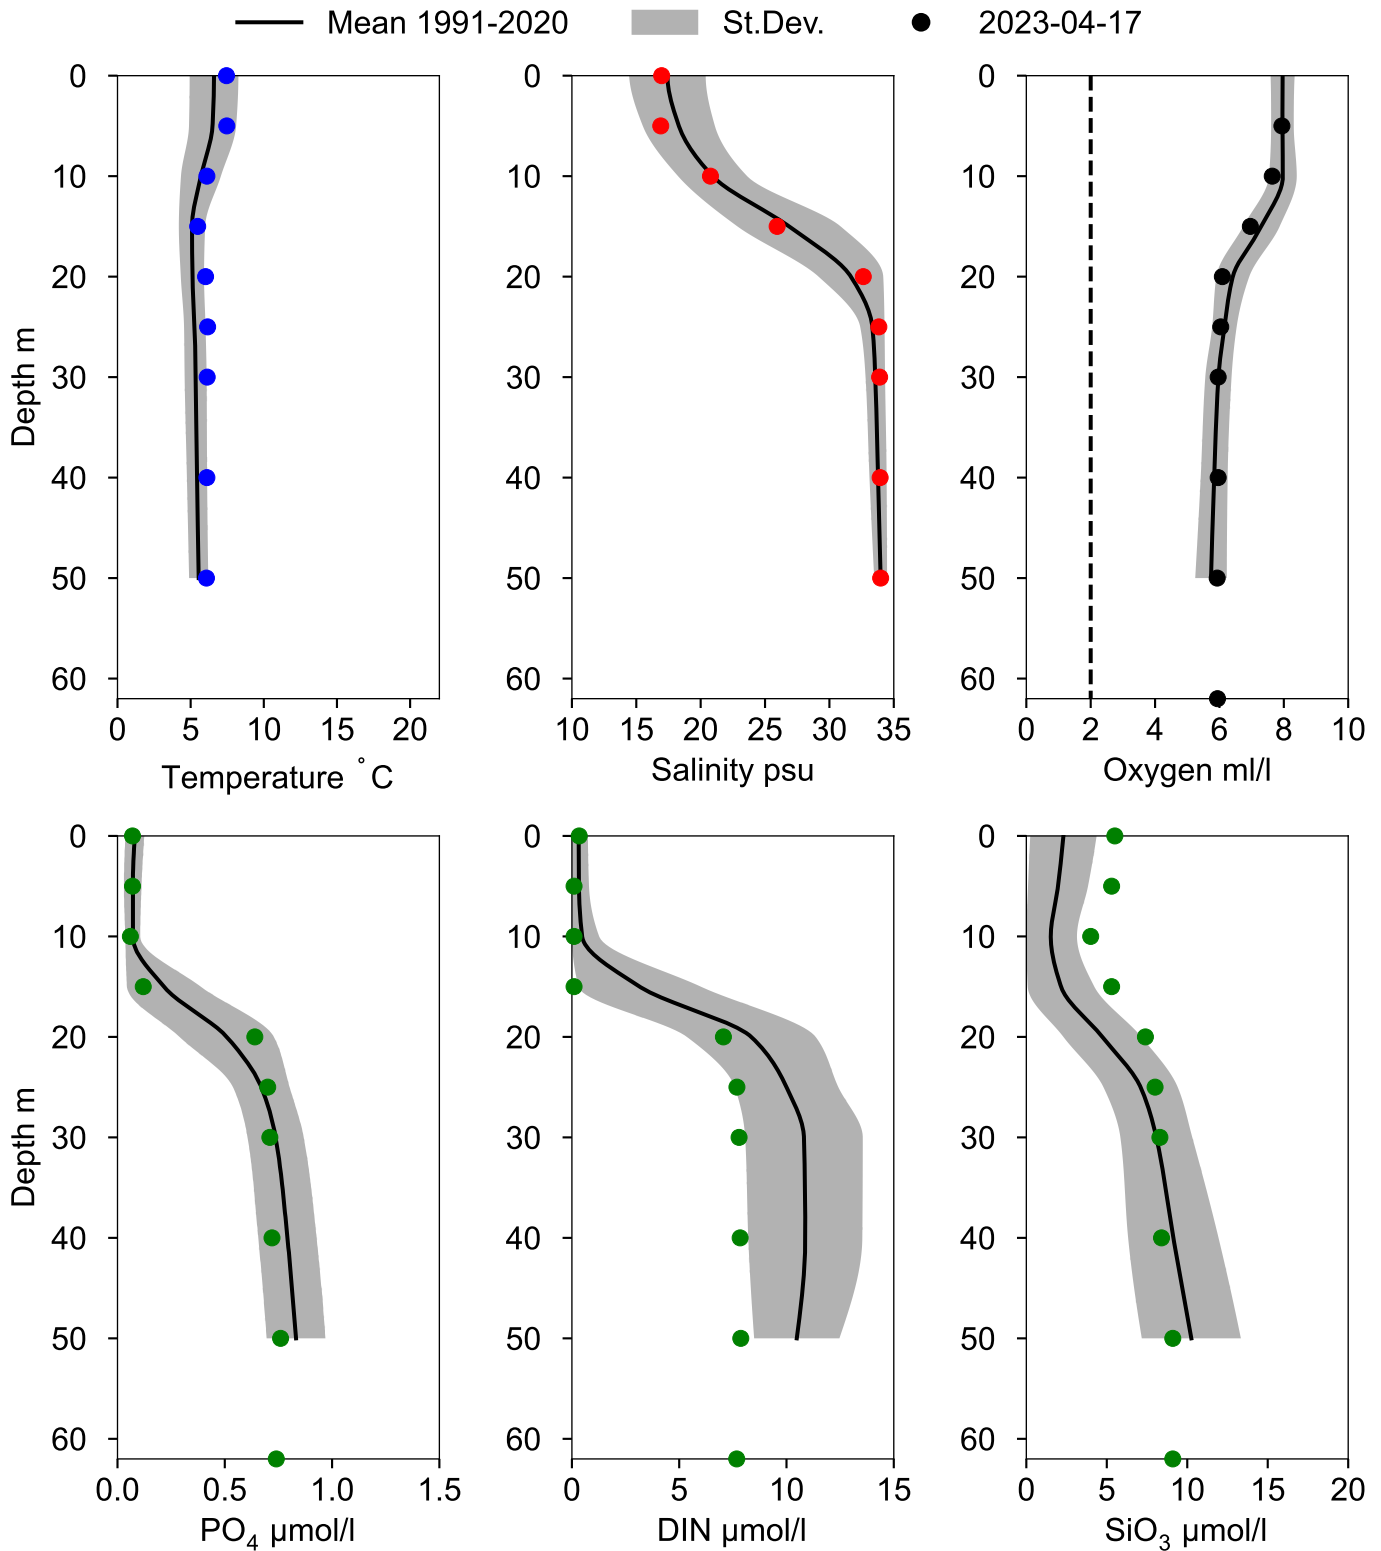 Mean 1991-2020 St.Dev. 2023-04-17
0 10 20 30 40 50 60
Depth m
0 5 10 15 20
Temperature °C
0 10 20 30 40 50 60
10 15 20 25 30 35
Salinity psu
0 10 20 30 40 50 60
0 2 4 6 8 10
Oxygen ml/l
0 10 20 30 40 50 60
Depth m
0.0 0.5 1.0 1.5
PO₄ µmol/l
0 10 20 30 40 50 60
0 5 10 15
DIN µmol/l
0 10 20 30 40 50 60
0 5 10 15 20
SiO₃ µmol/l